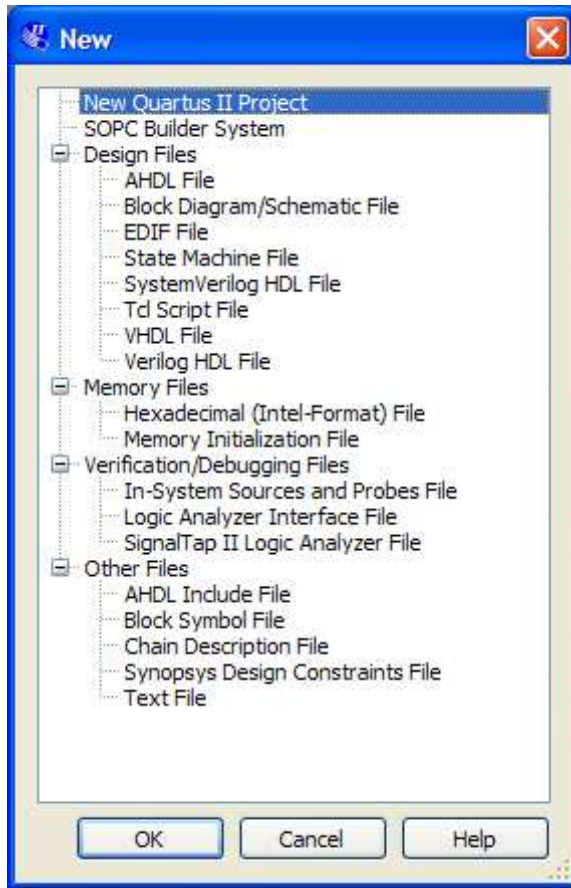 New
New Quartus II Project
SOPC Builder System
Design Files
AHDL File
Block Diagram/Schematic File
EDIF File
State Machine File
SystemVerilog HDL File
Tcl Script File
VHDL File
Verilog HDL File
Memory Files
Hexadecimal (Intel-Format) File
Memory Initialization File
Verification/Debugging Files
In-System Sources and Probes File
Logic Analyzer Interface File
SignalTap II Logic Analyzer File
Other Files
AHDL Include File
Block Symbol File
Chain Description File
Synopsys Design Constraints File
Text File
OK Cancel Help